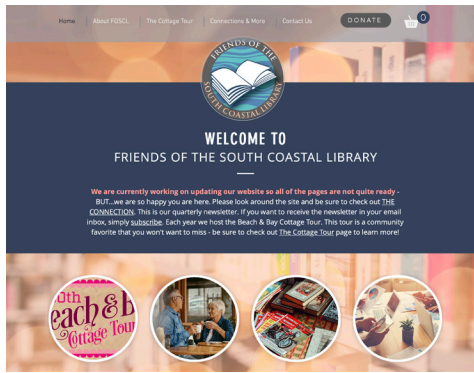 Home
About FOSCL
The Cottage Tour
Connections & More
Contact Us
DONATE
0
FRIENDS OF THE
SOUTH COASTAL LIBRARY
WELCOME TO
FRIENDS OF THE SOUTH COASTAL LIBRARY
We are currently working on updating our website so all of the pages are not quite ready -
BUT...we are so happy you are here. Please look around the site and be sure to check out THE
CONNECTION. This is our quarterly newsletter. If you want to receive the newsletter in your email
inbox, simply subscribe. Each year we host the Beach & Bay Cottage Tour. This tour is a community
favorite that you won't want to miss - be sure to check out The Cottage Tour page to learn more!
0th
each & B
Cottage Tour